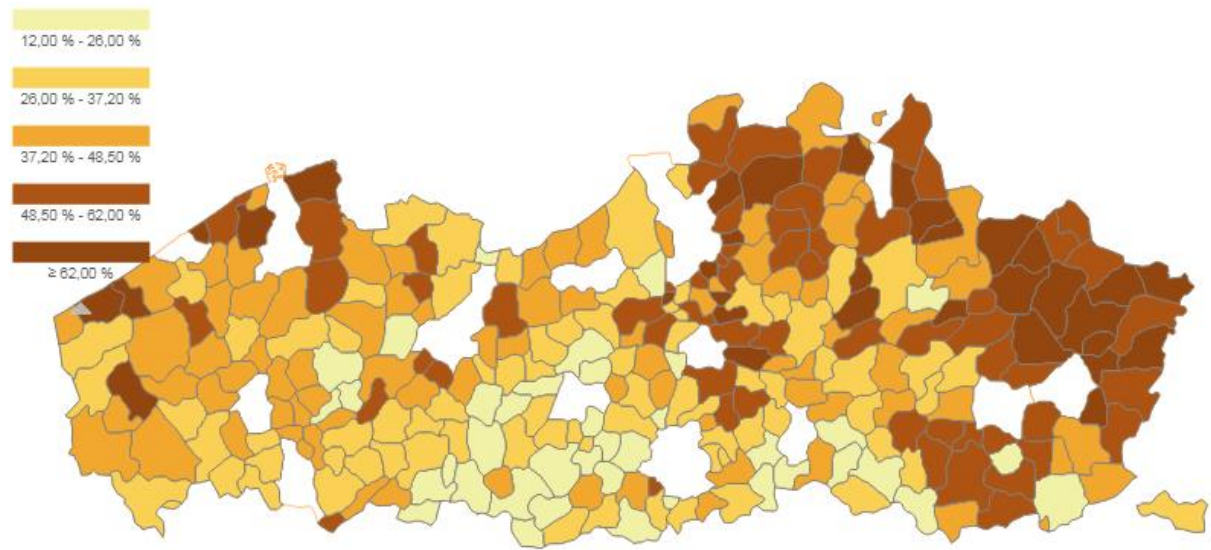 12,00 % - 26,00 %
26,00 % - 37,20 %
37,20 % - 48,50 %
48,50 % - 62,00 %
≥ 62,00 %